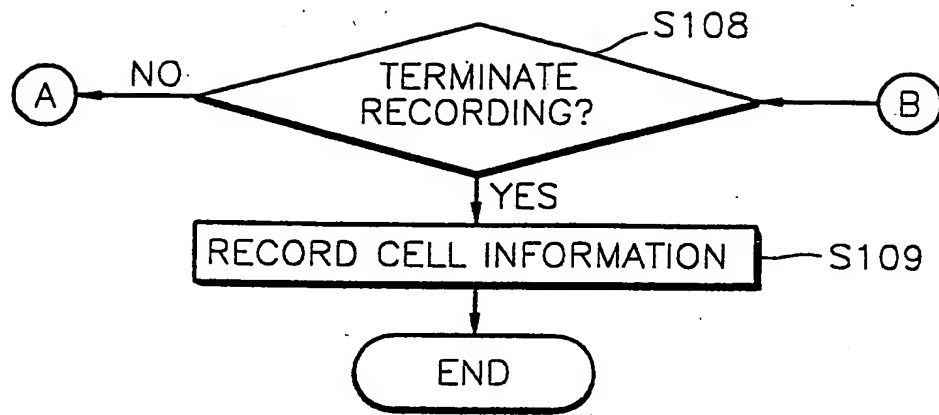 S108
A
NO
TERMINATE
RECORDING?
B
YES
RECORD CELL INFORMATION
S109
END